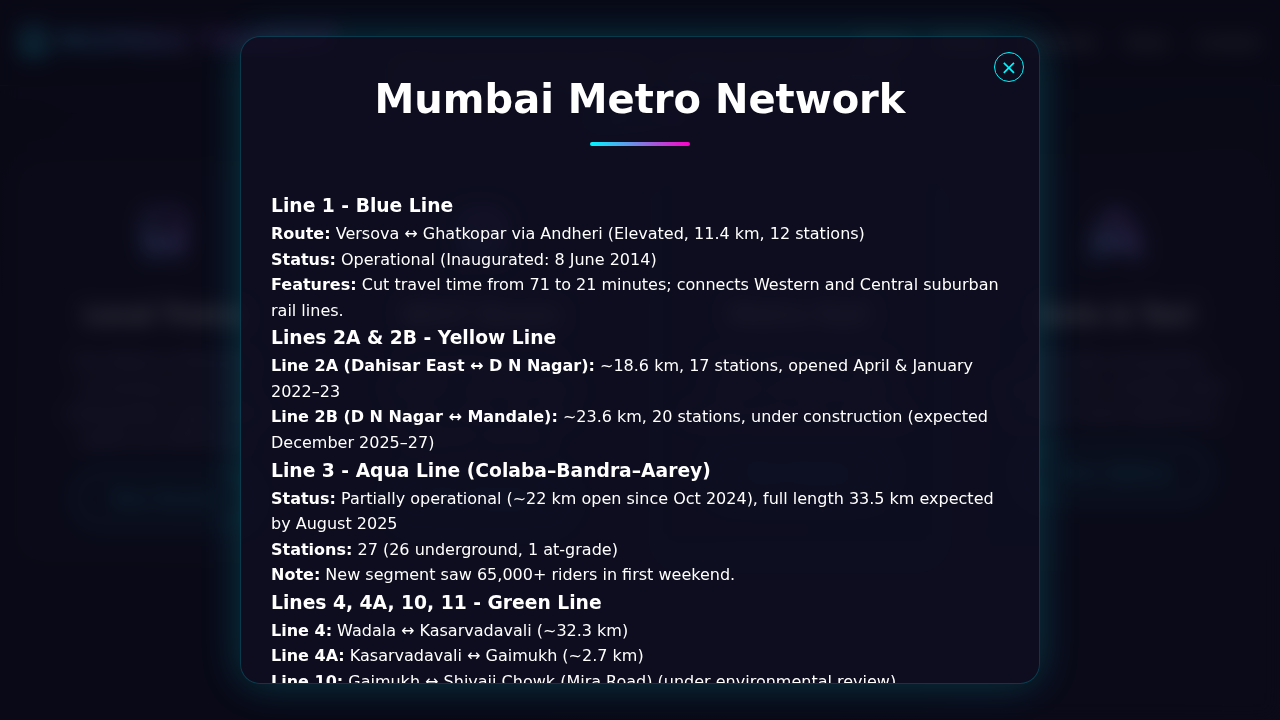 Mumbai Metro Network
Line 1 - Blue Line
Route: Versova ↔ Ghatkopar via Andheri (Elevated, 11.4 km, 12 stations)
Status: Operational (Inaugurated: 8 June 2014)
Features: Cut travel time from 71 to 21 minutes; connects Western and Central suburban
rail lines.
Lines 2A & 2B - Yellow Line
Line 2A (Dahisar East ↔ D N Nagar): ~18.6 km, 17 stations, opened April & January
2022–23
Line 2B (D N Nagar ↔ Mandale): ~23.6 km, 20 stations, under construction (expected
December 2025–27)
Line 3 - Aqua Line (Colaba–Bandra–Aarey)
Status: Partially operational (~22 km open since Oct 2024), full length 33.5 km expected
by August 2025
Stations: 27 (26 underground, 1 at-grade)
Note: New segment saw 65,000+ riders in first weekend.
Lines 4, 4A, 10, 11 - Green Line
Line 4: Wadala ↔ Kasarvadavali (~32.3 km)
Line 4A: Kasarvadavali ↔ Gaimukh (~2.7 km)
Line 10: Gaimukh ↔ Shivaji Chowk (Mira Road) (under environmental review)